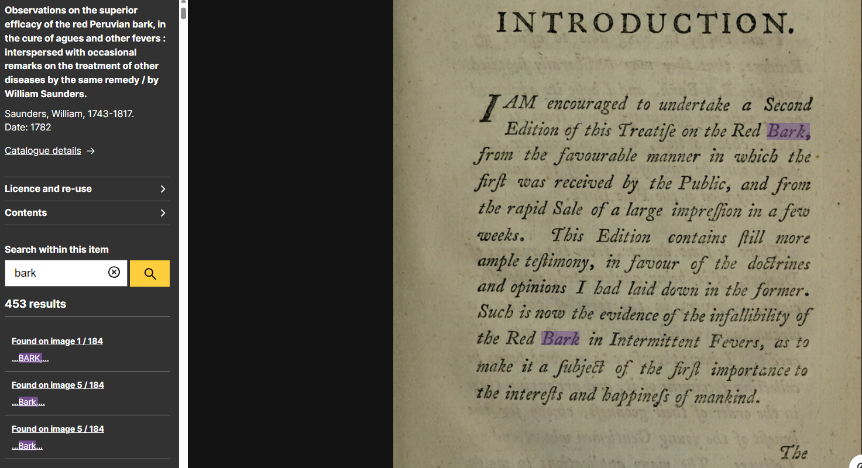 Observations on the superior
efficacy of the red Peruvian bark, in
the cure of agues and other fevers :
interspersed with occasional
remarks on the treatment of other
diseases by the same remedy / by
William Saunders.
Saunders, William, 1743-1817.
Date: 1782
Catalogue details →
Licence and re-use
Contents
Search within this item
bark
453 results
Found on image 1 / 184
...BARK,...
Found on image 5 / 184
...Bark,...
Found on image 5 / 184
...Bark...
INTRODUCTION.
I AM encouraged to undertake a Second
Edition of this Treatiſe on the Red Bark,
from the favourable manner in which the
firſt was received by the Public, and from
the rapid Sale of a large impreſſion in a few
weeks. This Edition contains ſtill more
ample teſtimony, in favour of the doctrines
and opinions I had laid down in the former.
Such is now the evidence of the infallibility of
the Red Bark in Intermittent Fevers, as to
make it a ſubject of the firſt importance to
the intereſts and happineſs of mankind.
The